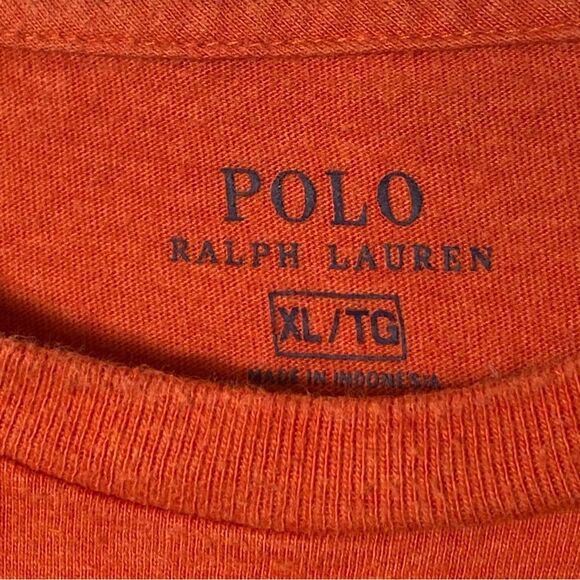 POLO
RALPH LAUREN
XL/TG
MADE IN INDONESIA